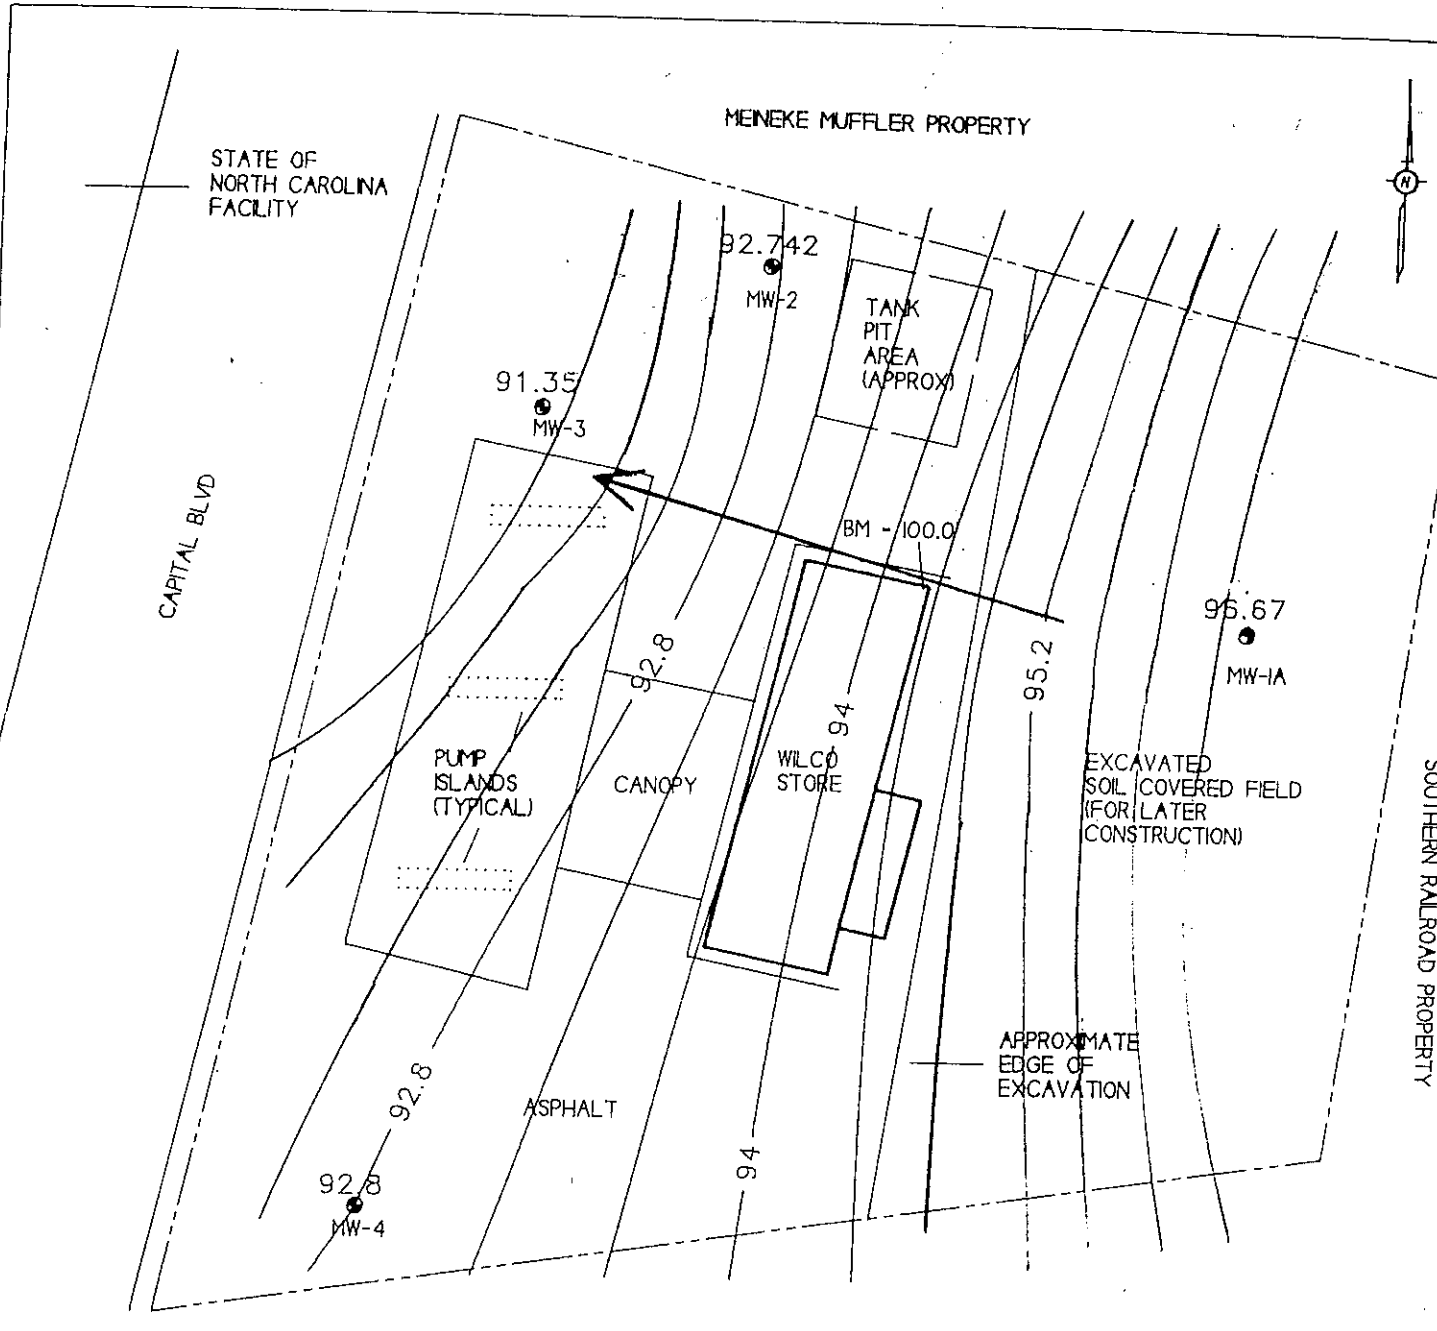 MEINEKE MUFFLER PROPERTY
STATE OF
NORTH CAROLINA
FACILITY
N
92.742
MW-2
TANK
PIT
AREA
(APPROX)
91.35
MW-3
CAPITAL BLVD
BM - 100.0
96.67
MW-1A
92.8
95.2
94
PUMP
ISLANDS
(TYPICAL)
CANOPY
WILCO
STORE
EXCAVATED
SOIL COVERED FIELD
(FOR LATER
CONSTRUCTION)
SOUTHERN RAILROAD PROPERTY
APPROXIMATE
EDGE OF
EXCAVATION
92.8
ASPHALT
94
92.8
MW-4